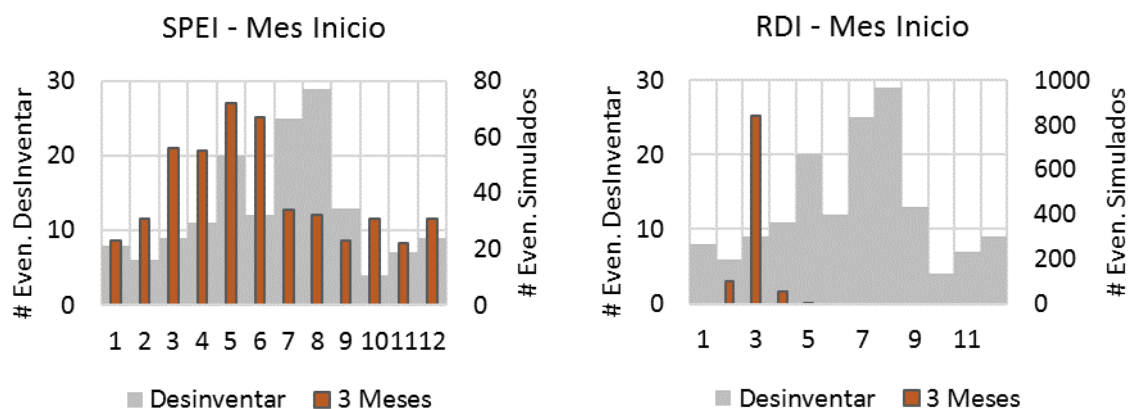 SPEI - Mes Inicio
# Even. DesInventar
30
20
10
0
80
60
40
20
0
# Even. Simulados
1 2 3 4 5 6 7 8 9 10 11 12
Desinventar 3 Meses
RDI - Mes Inicio
# Even. DesInventar
30
20
10
0
1000
800
600
400
200
0
# Even. Simulados
1 3 5 7 9 11
Desinventar 3 Meses